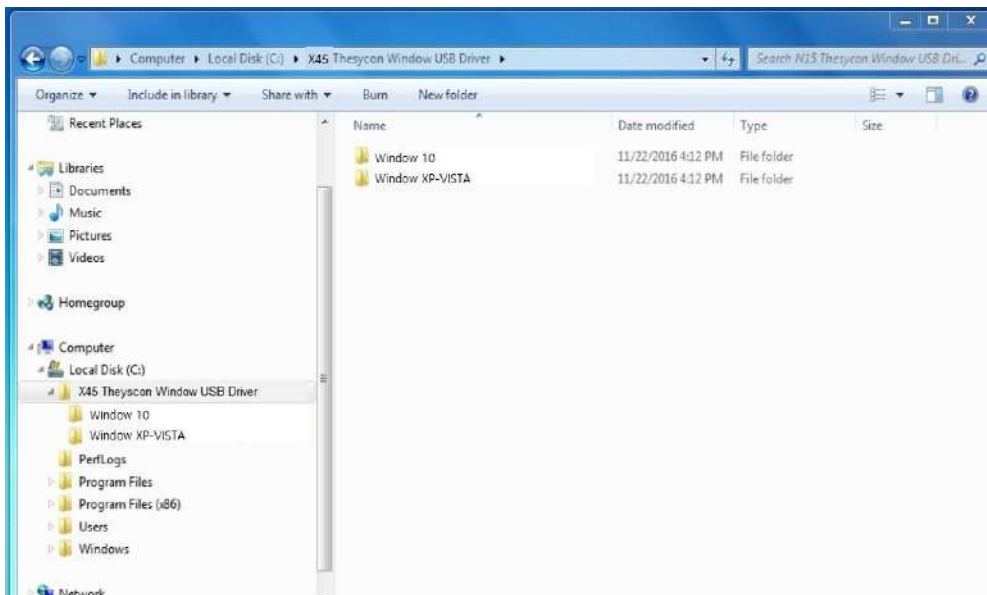 Computer ▸ Local Disk (C:) ▸ X45 Thesycon Window USB Driver ▸
Search N15 Thesycon Window USB Dri...
Organize ▾ Include in library ▾ Share with ▾ Burn New folder
Recent Places
Libraries
Documents
Music
Pictures
Videos
Homegroup
Computer
Local Disk (C:)
X45 Theyscon Window USB Driver
Window 10
Window XP-VISTA
PerfLogs
Program Files
Program Files (x86)
Users
Windows
Network
Name Date modified Type Size
Window 10 11/22/2016 4:12 PM File folder
Window XP-VISTA 11/22/2016 4:12 PM File folder